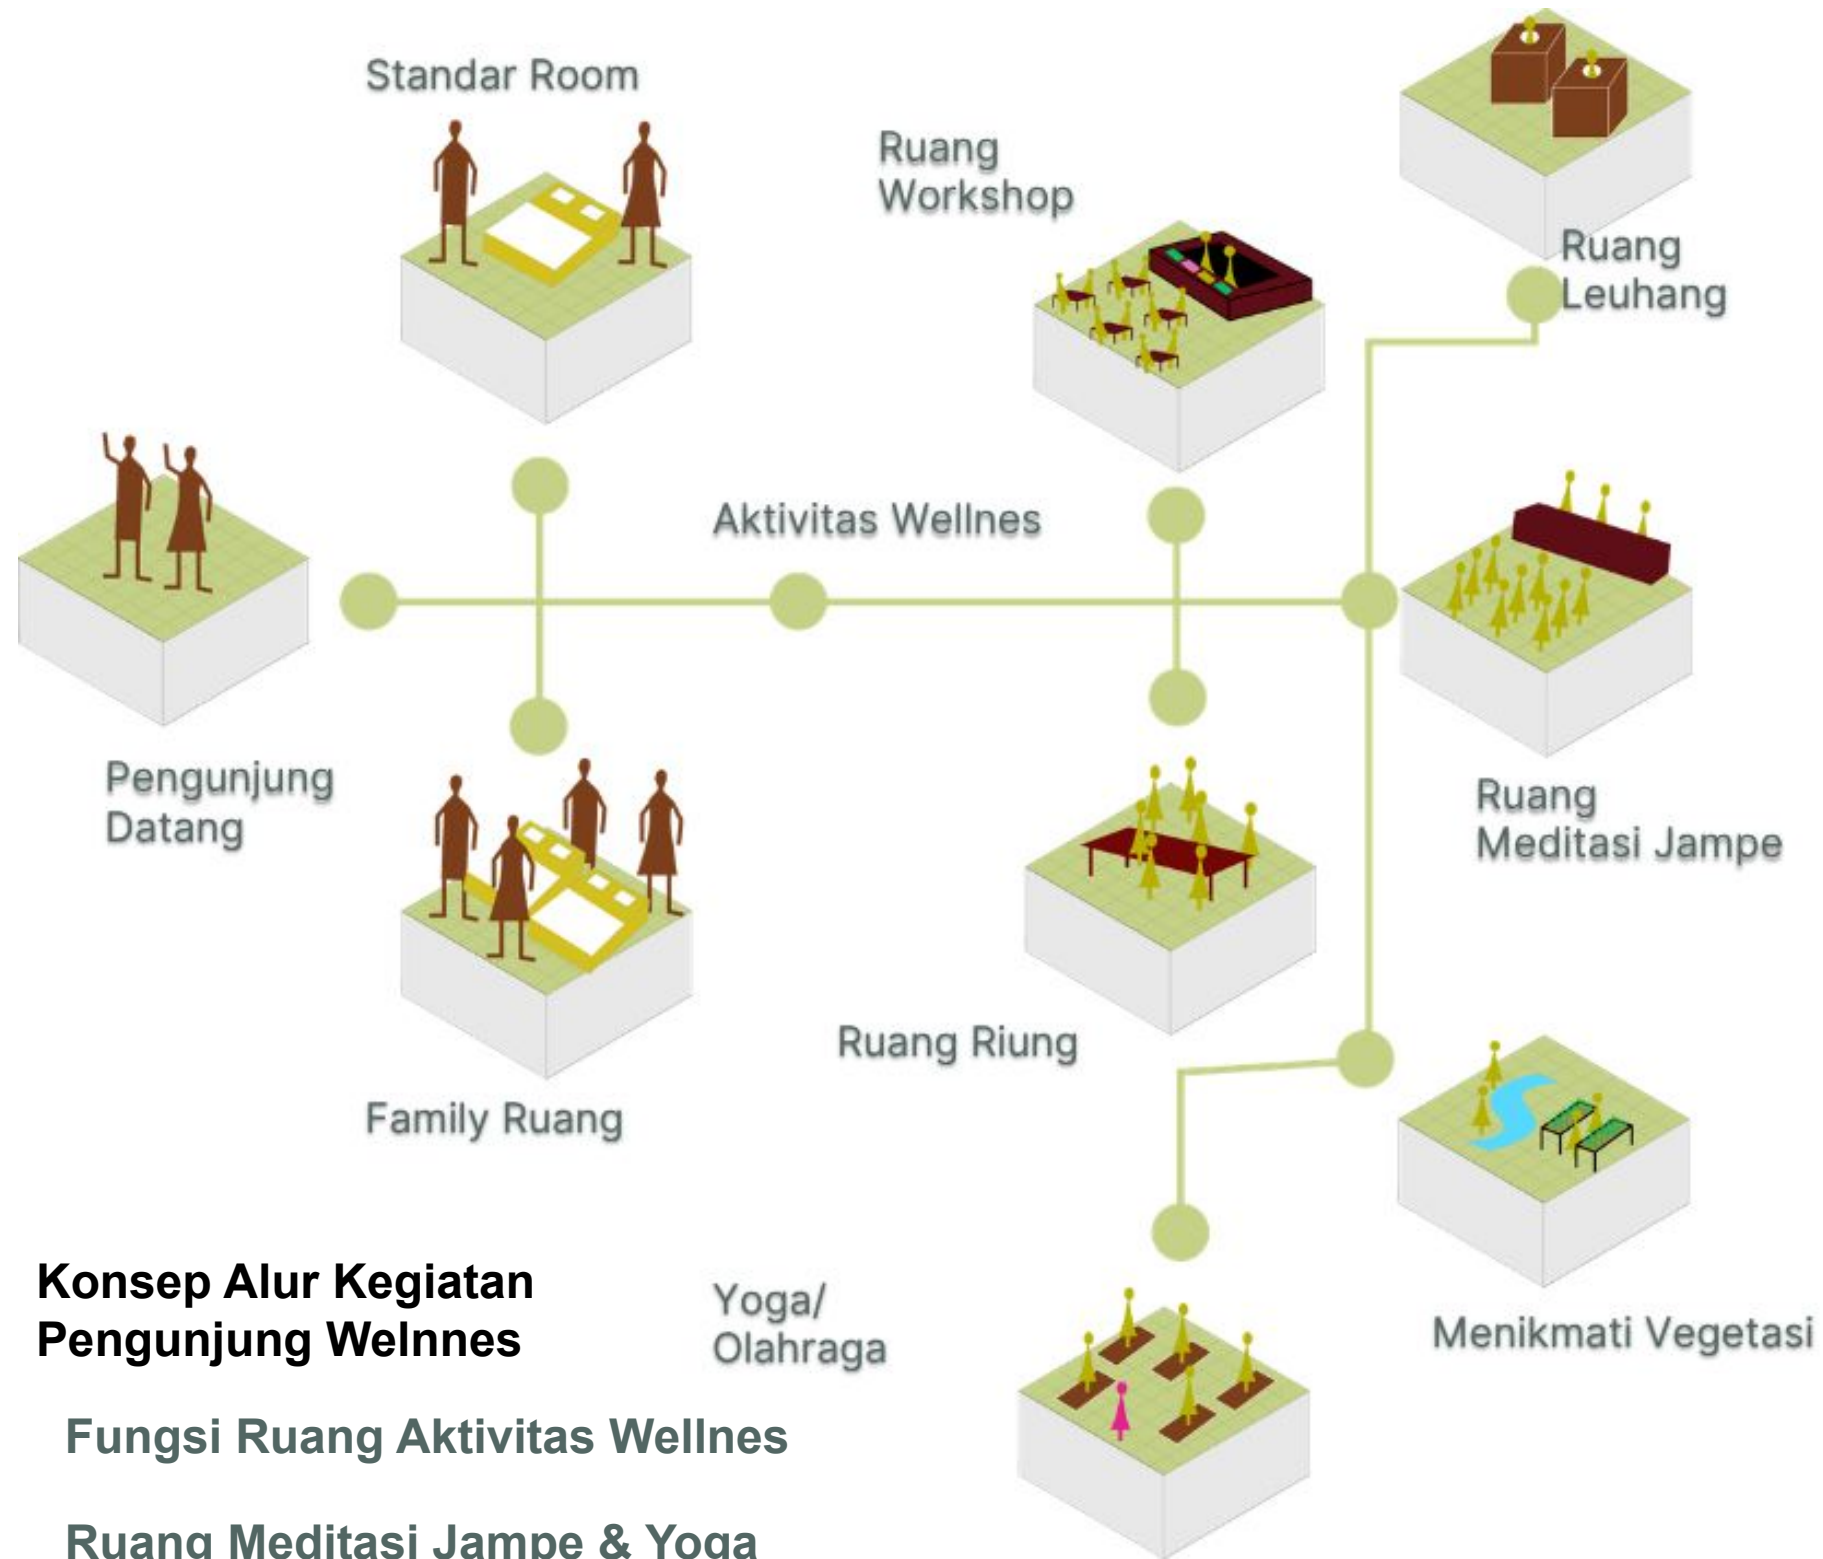 Standar Room
Ruang
Workshop
Ruang
Leuhang
Aktivitas Wellnes
Pengunjung
Datang
Ruang
Meditasi Jampe
Ruang Riung
Family Ruang
Konsep Alur Kegiatan
Pengunjung Welnnes
Yoga/
Olahraga
Menikmati Vegetasi
Fungsi Ruang Aktivitas Wellnes
Ruang Meditasi Jampe & Yoga